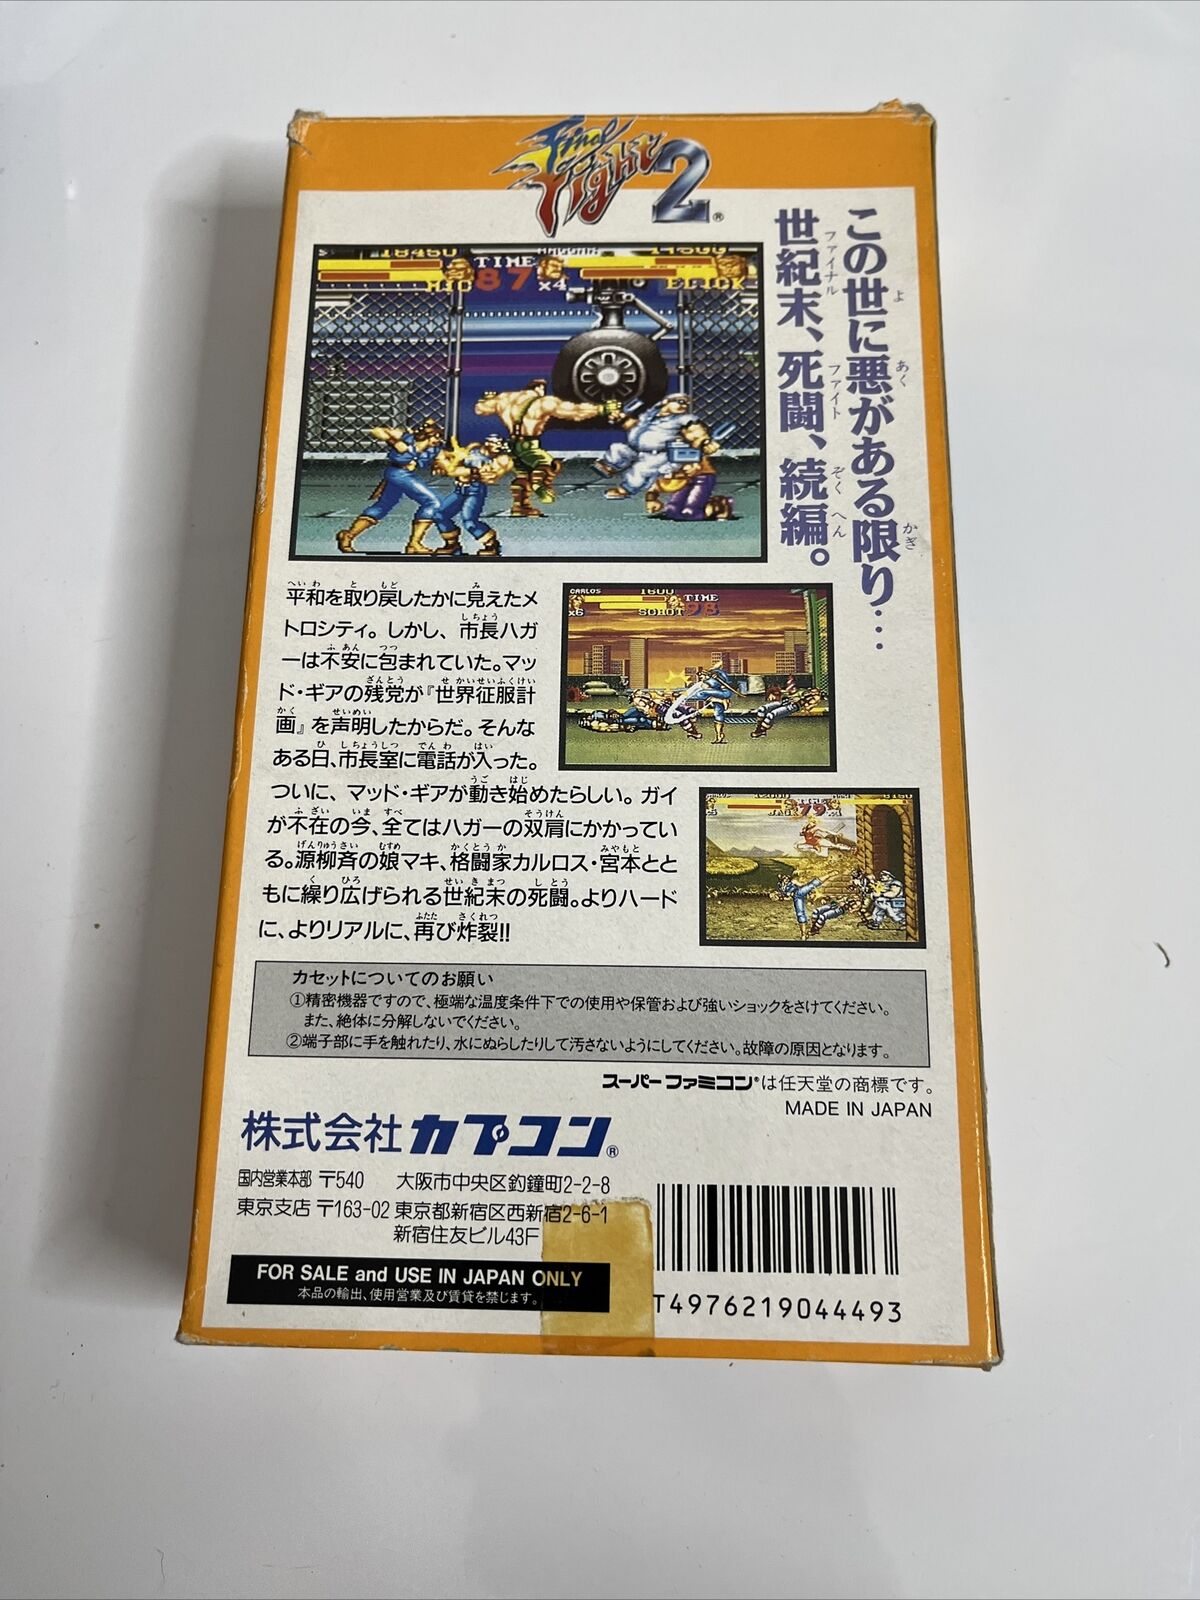 Final Fight 2®
この世に悪がある限り…
世紀末、死闘、続編。
18480
HAGGAR
14800
TIME
87
x4
MIC
ELICK
CARLOS
1600
TIME
x6
SCHOT
98
79
JACK
平和を取り戻したかに見えたメ
トロシティ。しかし、市長ハガ
ーは不安に包まれていた。マッ
ド・ギアの残党が『世界征服計
画』を声明したからだ。そんな
ある日、市長室に電話が入った。
ついに、マッド・ギアが動き始めたらしい。ガイ
が不在の今、全てはハガーの双肩にかかってい
る。源柳斉の娘マキ、格闘家カルロス・宮本とと
もに繰り広げられる世紀末の死闘。よりハード
に、よりリアルに、再び炸裂!!
カセットについてのお願い
①精密機器ですので、極端な温度条件下での使用や保管および強いショックをさけてください。
また、絶体に分解しないでください。
②端子部に手を触れたり、水にぬらしたりして汚さないようにしてください。故障の原因となります。
スーパーファミコン®は任天堂の商標です。
MADE IN JAPAN
株式会社カプコン®
国内営業本部 〒540 大阪市中央区釣鐘町2-2-8
東京支店 〒163-02 東京都新宿区西新宿2-6-1
新宿住友ビル43F
FOR SALE and USE IN JAPAN ONLY
本品の輸出、使用営業及び賃貸を禁じます。
T4976219044493